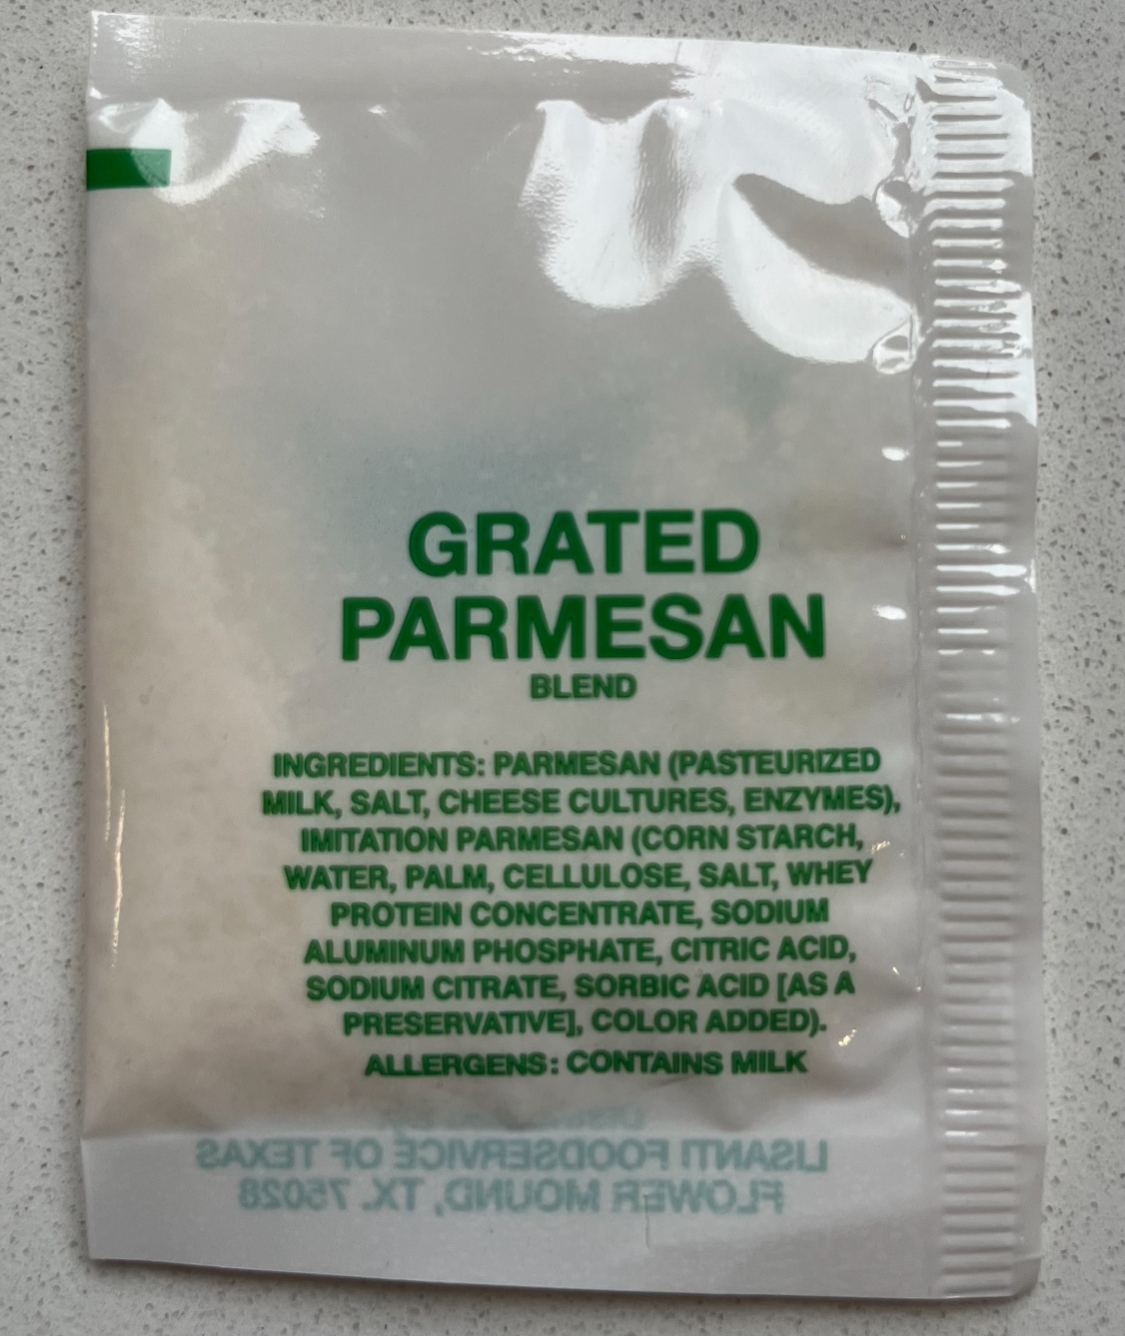 GRATED
PARMESAN
BLEND
INGREDIENTS: PARMESAN (PASTEURIZED
MILK, SALT, CHEESE CULTURES, ENZYMES),
IMITATION PARMESAN (CORN STARCH,
WATER, PALM, CELLULOSE, SALT, WHEY
PROTEIN CONCENTRATE, SODIUM
ALUMINUM PHOSPHATE, CITRIC ACID,
SODIUM CITRATE, SORBIC ACID [AS A
PRESERVATIVE], COLOR ADDED).
ALLERGENS: CONTAINS MILK
LISANTI FOODSERVICE OF TEXAS
FLOWER MOUND, TX. 75028